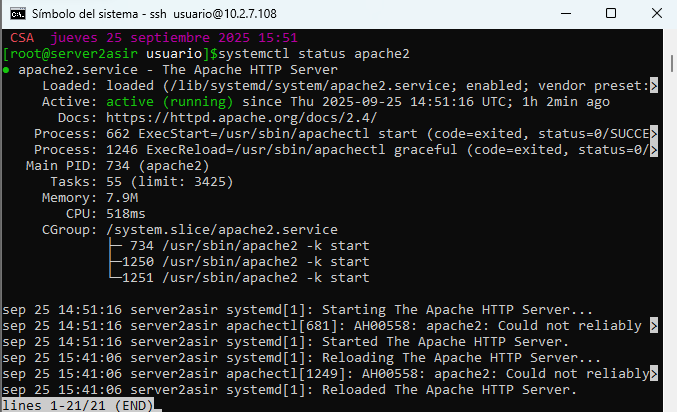 Símbolo del sistema - ssh usuario@10.2.7.108
CSA jueves 25 septiembre 2025 15:51
[root@server2asir usuario]$systemctl status apache2
● apache2.service - The Apache HTTP Server
Loaded: loaded (/lib/systemd/system/apache2.service; enabled; vendor preset:>
Active: active (running) since Thu 2025-09-25 14:51:16 UTC; 1h 2min ago
Docs: https://httpd.apache.org/docs/2.4/
Process: 662 ExecStart=/usr/sbin/apachectl start (code=exited, status=0/SUCCE>
Process: 1246 ExecReload=/usr/sbin/apachectl graceful (code=exited, status=0/>
Main PID: 734 (apache2)
Tasks: 55 (limit: 3425)
Memory: 7.9M
CPU: 518ms
CGroup: /system.slice/apache2.service
├─ 734 /usr/sbin/apache2 -k start
├─1250 /usr/sbin/apache2 -k start
└─1251 /usr/sbin/apache2 -k start
sep 25 14:51:16 server2asir systemd[1]: Starting The Apache HTTP Server...
sep 25 14:51:16 server2asir apachectl[681]: AH00558: apache2: Could not reliably >
sep 25 14:51:16 server2asir systemd[1]: Started The Apache HTTP Server.
sep 25 15:41:06 server2asir systemd[1]: Reloading The Apache HTTP Server...
sep 25 15:41:06 server2asir apachectl[1249]: AH00558: apache2: Could not reliably>
sep 25 15:41:06 server2asir systemd[1]: Reloaded The Apache HTTP Server.
lines 1-21/21 (END)